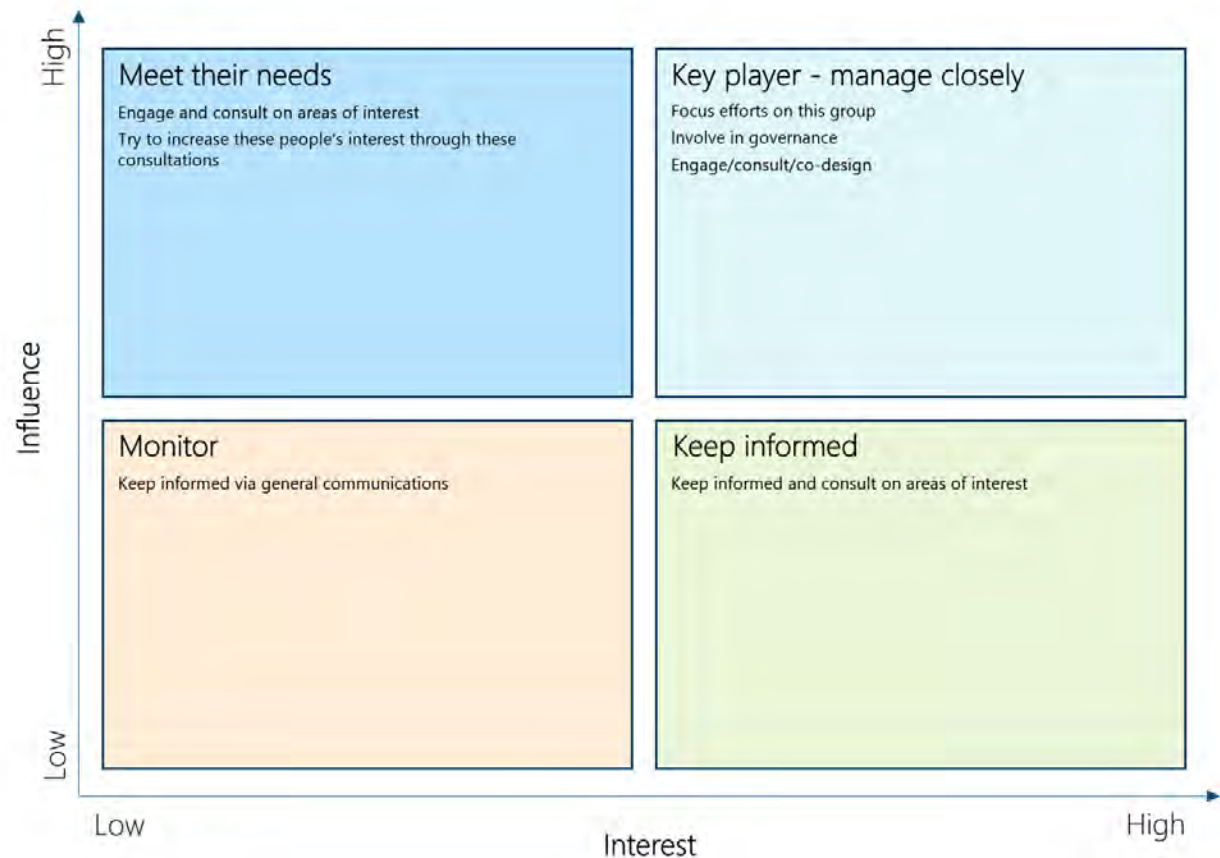 High
Meet their needs
Engage and consult on areas of interest
Try to increase these people's interest through these
consultations
Key player - manage closely
Focus efforts on this group
Involve in governance
Engage/consult/co-design
Influence
Monitor
Keep informed via general communications
Keep informed
Keep informed and consult on areas of interest
Low
Low
High
Interest